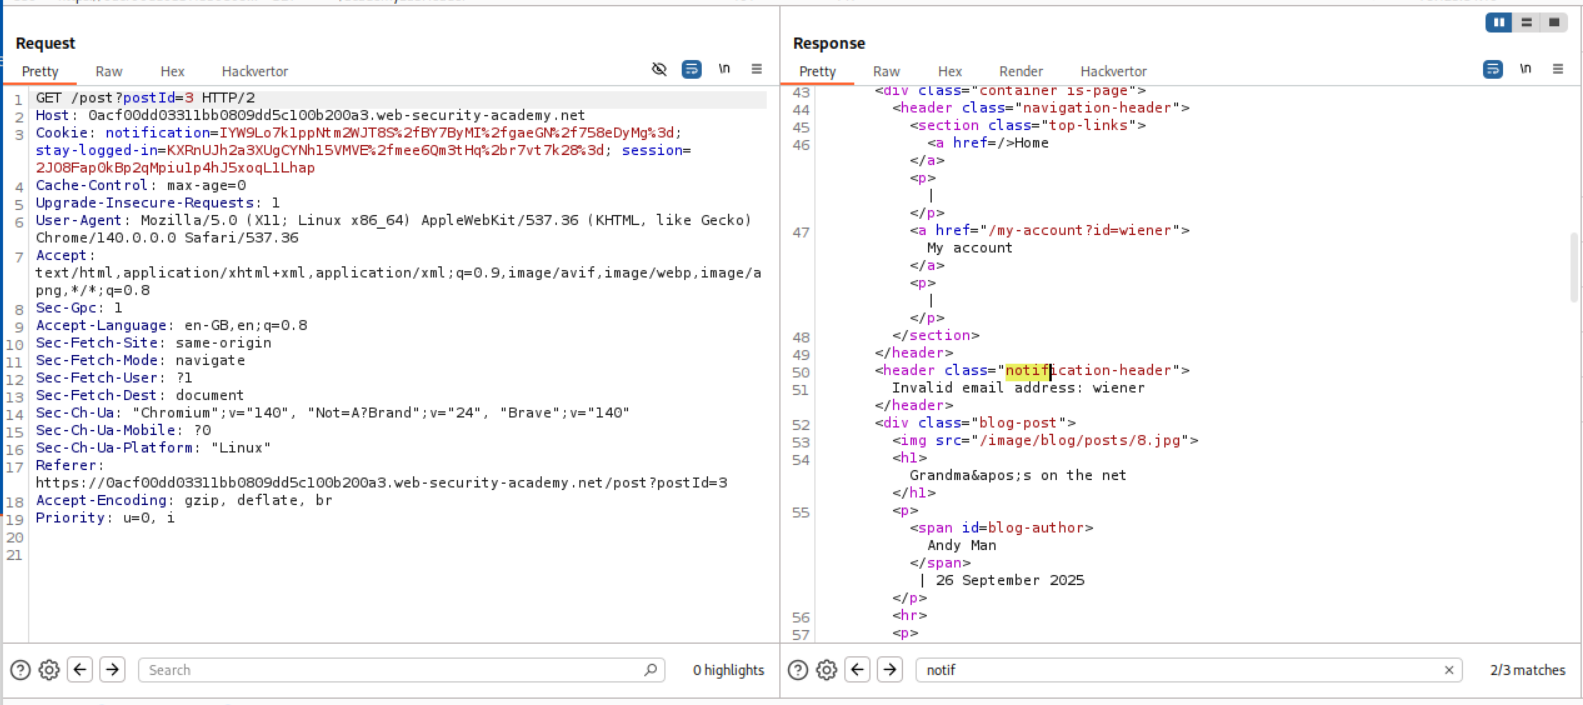 Request
Pretty Raw Hex Hackvertor \n
1 GET /post?postId=3 HTTP/2
2 Host: 0acf00dd03311bb0809dd5c100b200a3.web-security-academy.net
3 Cookie: notification=IYW9Lo7k1ppNtm2WJT8S%2fBY7ByMI%2fgaeGN%2f758eDyMg%3d;
stay-logged-in=KXRnUJh2a3XUgCYNh15VMVE%2fmee6Qm3tHq%2br7vt7k28%3d; session=
2J08Fap0kBp2qMpiu1p4hJ5xoqL1Lhap
4 Cache-Control: max-age=0
5 Upgrade-Insecure-Requests: 1
6 User-Agent: Mozilla/5.0 (X11; Linux x86_64) AppleWebKit/537.36 (KHTML, like Gecko)
Chrome/140.0.0.0 Safari/537.36
7 Accept:
text/html,application/xhtml+xml,application/xml;q=0.9,image/avif,image/webp,image/a
png,*/*;q=0.8
8 Sec-Gpc: 1
9 Accept-Language: en-GB,en;q=0.8
10 Sec-Fetch-Site: same-origin
11 Sec-Fetch-Mode: navigate
12 Sec-Fetch-User: ?1
13 Sec-Fetch-Dest: document
14 Sec-Ch-Ua: "Chromium";v="140", "Not=A?Brand";v="24", "Brave";v="140"
15 Sec-Ch-Ua-Mobile: ?0
16 Sec-Ch-Ua-Platform: "Linux"
17 Referer:
https://0acf00dd03311bb0809dd5c100b200a3.web-security-academy.net/post?postId=3
18 Accept-Encoding: gzip, deflate, br
19 Priority: u=0, i
20
21
Search 0 highlights
Response
Pretty Raw Hex Render Hackvertor \n
43 <div class="container is-page">
44 <header class="navigation-header">
45 <section class="top-links">
46 <a href=/>Home
</a>
<p>
|
</p>
47 <a href="/my-account?id=wiener">
My account
</a>
<p>
|
</p>
48 </section>
49 </header>
50 <header class="notification-header">
51 Invalid email address: wiener
</header>
52 <div class="blog-post">
53 <img src="/image/blog/posts/8.jpg">
54 <h1>
Grandma&apos;s on the net
</h1>
55 <p>
<span id=blog-author>
Andy Man
</span>
| 26 September 2025
</p>
56 <hr>
57 <p>
notif 2/3 matches